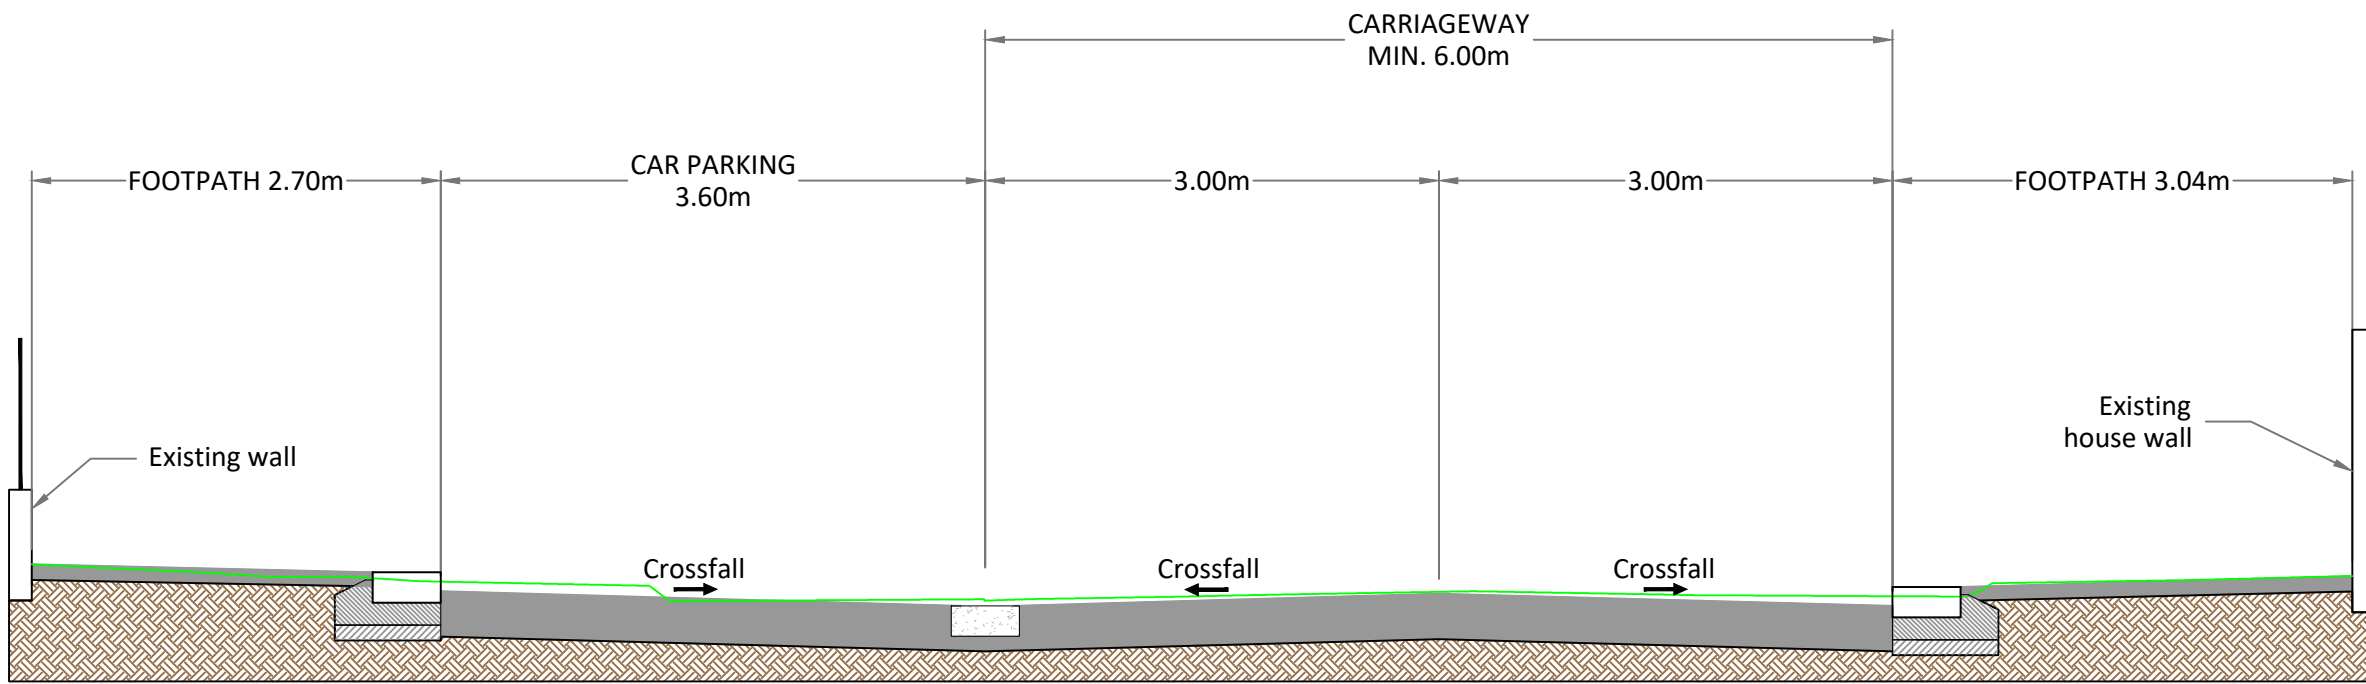 CARRIAGEWAY
MIN. 6.00m
FOOTPATH 2.70m
CAR PARKING
3.60m
3.00m
3.00m
FOOTPATH 3.04m
Existing wall
Existing
house wall
Crossfall
Crossfall
Crossfall